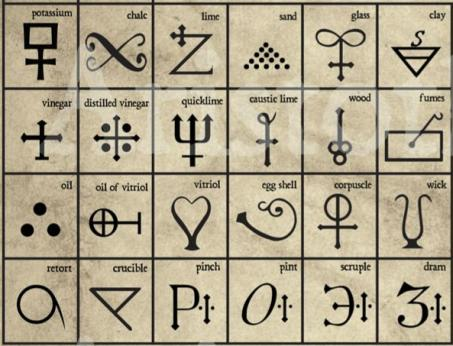 potassium chalc lime sand glass clay
vinegar distilled vinegar quicklime caustic lime wood fumes
oil oil of vitriol vitriol egg shell corpuscle wick
retort crucible pinch pint scruple dram